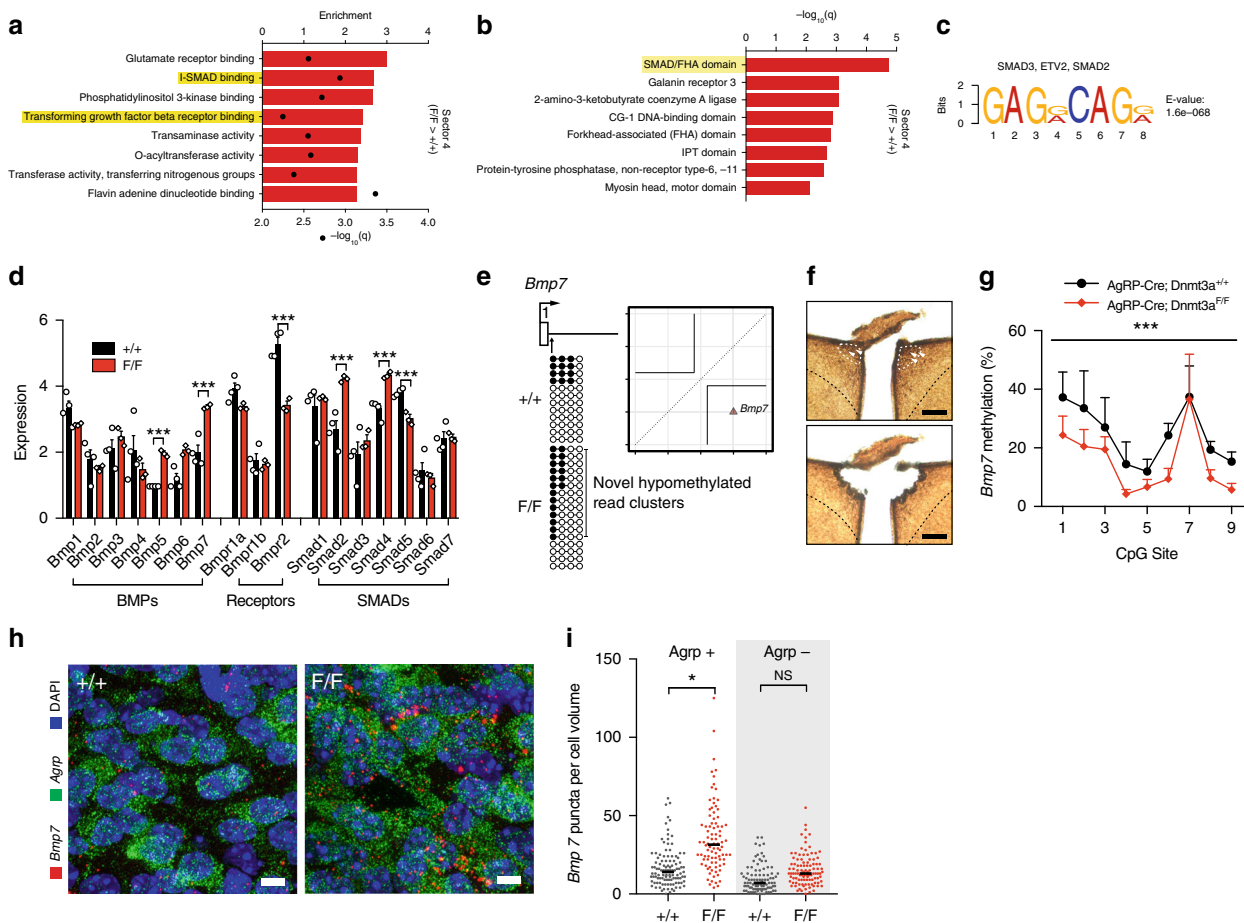 a
Enrichment
0 1 2 3 4
Glutamate receptor binding
I-SMAD binding
Phosphatidylinositol 3-kinase binding
Transforming growth factor beta receptor binding
Transaminase activity
O-acyltransferase activity
Transferase activity, transferring nitrogenous groups
Flavin adenine dinucleotide binding
2.0 2.5 3.0 3.5 4.0
–log10(q)
Sector 4
(F/F > +/+)
b
–log10(q)
0 1 2 3 4 5
SMAD/FHA domain
Galanin receptor 3
2-amino-3-ketobutyrate coenzyme A ligase
CG-1 DNA-binding domain
Forkhead-associated (FHA) domain
IPT domain
Protein-tyrosine phosphatase, non-receptor type-6, –11
Myosin head, motor domain
Sector 4
(F/F > +/+)
c
SMAD3, ETV2, SMAD2
Bits
2
1
0
GAGGCAGG
A A
1 2 3 4 5 6 7 8
E-value:
1.6e–068
d
Expression
6
4
2
0
+/+
F/F
***
***
***
***
***
***
Bmp1
Bmp2
Bmp3
Bmp4
Bmp5
Bmp6
Bmp7
Bmpr1a
Bmpr1b
Bmpr2
Smad1
Smad2
Smad3
Smad4
Smad5
Smad6
Smad7
BMPs
Receptors
SMADs
e
Bmp7
1
+/+
F/F
Bmp7
Novel hypomethylated
read clusters
f
g
AgRP-Cre; Dnmt3a+/+
AgRP-Cre; Dnmt3aF/F
Bmp7 methylation (%)
60
40
20
0
***
1 3 5 7 9
CpG Site
h
Bmp7 Agrp DAPI
+/+
F/F
i
Bmp 7 puncta per cell volume
150
100
50
0
Agrp +
Agrp –
*
NS
+/+ F/F +/+ F/F